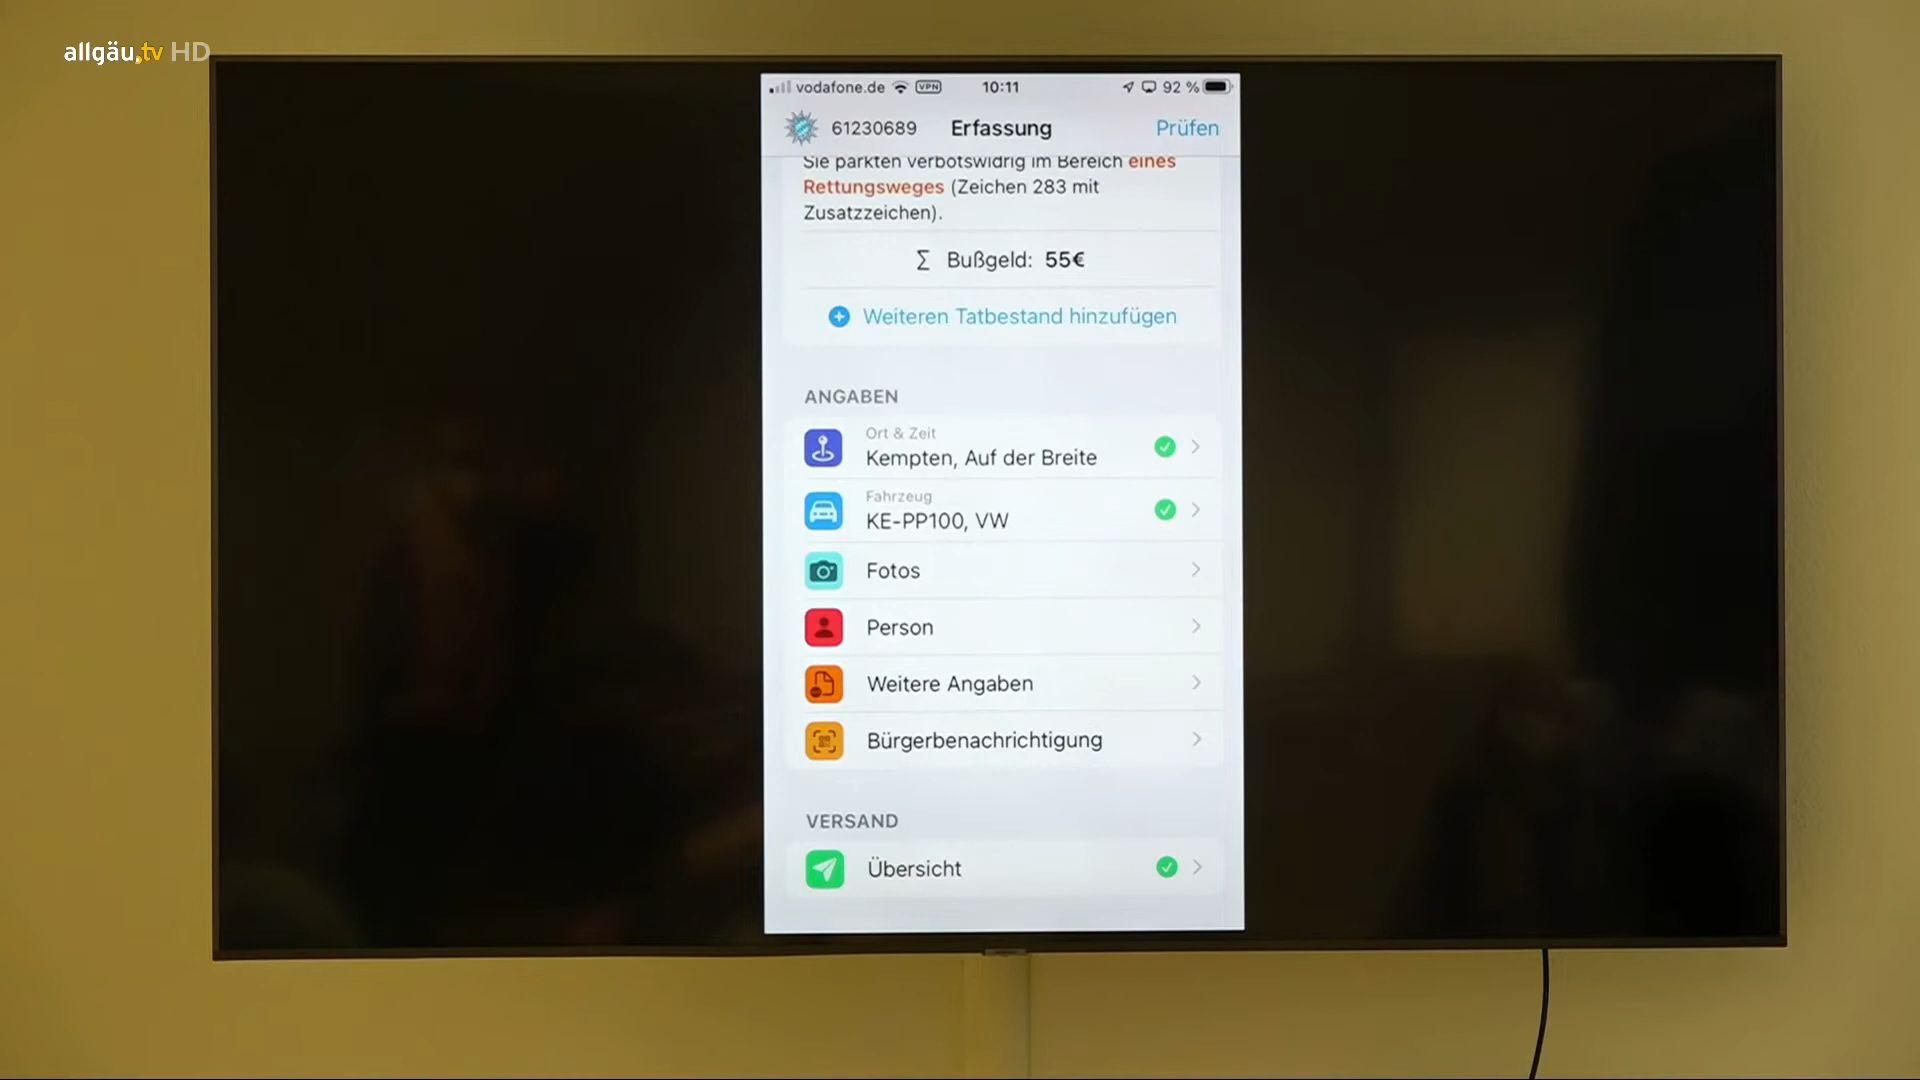 allgäu.tv HD
vodafone.de VPN 10:11 92 %
61230689 Erfassung Prüfen
Sie parkten verbotswidrig im Bereich eines
Rettungsweges (Zeichen 283 mit
Zusatzzeichen).
Σ Bußgeld: 55€
Weiteren Tatbestand hinzufügen
ANGABEN
Ort & Zeit
Kempten, Auf der Breite
Fahrzeug
KE-PP100, VW
Fotos
Person
Weitere Angaben
Bürgerbenachrichtigung
VERSAND
Übersicht